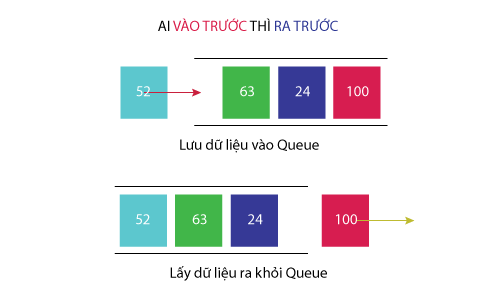 AI VÀO TRƯỚC THÌ RA TRƯỚC
52 63 24 100
Lưu dữ liệu vào Queue
52 63 24 100
Lấy dữ liệu ra khỏi Queue